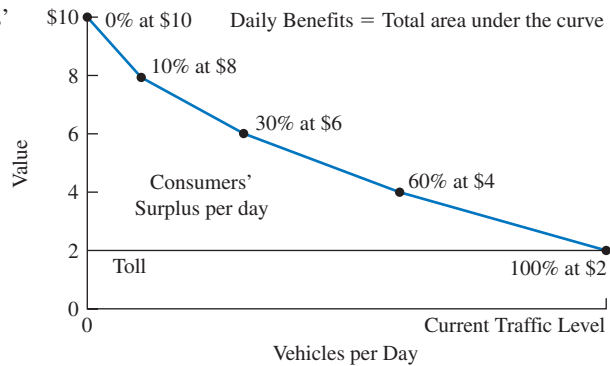 '
$10
0% at $10
Daily Benefits = Total area under the curve
10% at $8
8
30% at $6
6
Value
Consumers'
Surplus per day
60% at $4
4
2
Toll
100% at $2
0
0
Current Traffic Level
Vehicles per Day